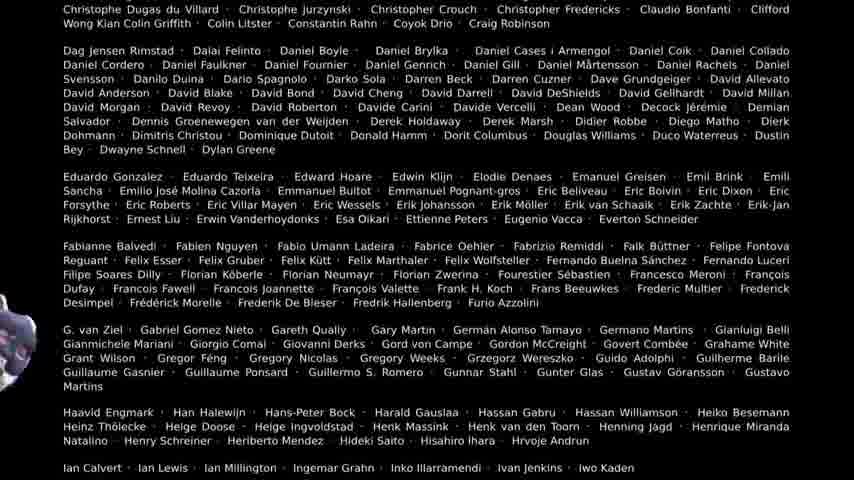 Christophe Dugas du Villard · Christophe Jurzynski · Christopher Crouch · Christopher Fredericks · Claudio Bonfanti · Clifford
Wong Kian Colin Griffith · Colin Litster · Constantin Rahn · Coyok Drio · Craig Robinson
Dag Jensen Rimstad · Dalai Felinto · Daniel Boyle · Daniel Brylka · Daniel Cases i Armengol · Daniel Coik · Daniel Collado
Daniel Cordero · Daniel Faulkner · Daniel Fournier · Daniel Genrich · Daniel Gill · Daniel Mårtensson · Daniel Rachels · Daniel
Svensson · Danilo Duina · Dario Spagnolo · Darko Sola · Darren Beck · Darren Cuzner · Dave Grundgeiger · David Allevato
David Anderson · David Blake · David Bond · David Cheng · David Darrell · David DeShields · David Gellhardt · David Millan
David Morgan · David Revoy · David Roberton · Davide Carini · Davide Vercelli · Dean Wood · Decock Jérémie · Demian
Salvador · Dennis Groenewegen van der Weijden · Derek Holdaway · Derek Marsh · Didier Robbe · Diego Matho · Dierk
Dohmann · Dimitris Christou · Dominique Dutoit · Donald Hamm · Dorit Columbus · Douglas Williams · Duco Waterreus · Dustin
Bey · Dwayne Schnell · Dylan Greene
Eduardo Gonzalez · Eduardo Teixeira · Edward Hoare · Edwin Klijn · Elodie Denaes · Emanuel Greisen · Emil Brink · Emili
Sancha · Emilio José Molina Cazorla · Emmanuel Bultot · Emmanuel Pognant-gros · Eric Beliveau · Eric Boivin · Eric Dixon · Eric
Forsythe · Eric Roberts · Eric Villar Mayen · Eric Wessels · Erik Johansson · Erik Möller · Erik van Schaaik · Erik Zachte · Erik-Jan
Rijkhorst · Ernest Liu · Erwin Vanderhoydonks · Esa Oikari · Ettienne Peters · Eugenio Vacca · Everton Schneider
Fabianne Balvedi · Fabien Nguyen · Fabio Umann Ladeira · Fabrice Oehler · Fabrizio Remiddi · Falk Büttner · Felipe Fontova
Reguant · Felix Esser · Felix Gruber · Felix Kütt · Felix Marthaler · Felix Wolfsteller · Fernando Buelna Sánchez · Fernando Luceri
Filipe Soares Dilly · Florian Köberle · Florian Neumayr · Florian Zwerina · Fourestier Sébastien · Francesco Meroni · François
Dufay · Francois Fawell · Francois Joannette · François Valette · Frank H. Koch · Frans Beeuwkes · Frederic Multier · Frederick
Desimpel · Frédérick Morelle · Frederik De Bleser · Fredrik Hallenberg · Furio Azzolini
G. van Ziel · Gabriel Gomez Nieto · Gareth Qually · Gary Martin · Germán Alonso Tamayo · Germano Martins · Gianluigi Belli
Gianmichele Mariani · Giorgio Comai · Giovanni Derks · Gord von Campe · Gordon McCreight · Govert Combée · Grahame White
Grant Wilson · Gregor Féng · Gregory Nicolas · Gregory Weeks · Grzegorz Wereszko · Guido Adolphi · Guilherme Barile
Guillaume Gasnier · Guillaume Ponsard · Guillermo S. Romero · Gunnar Stahl · Gunter Glas · Gustav Göransson · Gustavo
Martins
Haavid Engmark · Han Halewijn · Hans-Peter Bock · Harald Gauslaa · Hassan Gabru · Hassan Williamson · Heiko Besemann
Heinz Thölecke · Helge Doose · Helge Ingvoldstad · Henk Massink · Henk van den Toorn · Henning Jagd · Henrique Miranda
Natalino · Henry Schreiner · Heriberto Mendez · Hideki Saito · Hisahiro Ihara · Hrvoje Andrun
Ian Calvert · Ian Lewis · Ian Millington · Ingemar Grahn · Inko Illarramendi · Ivan Jenkins · Iwo Kaden